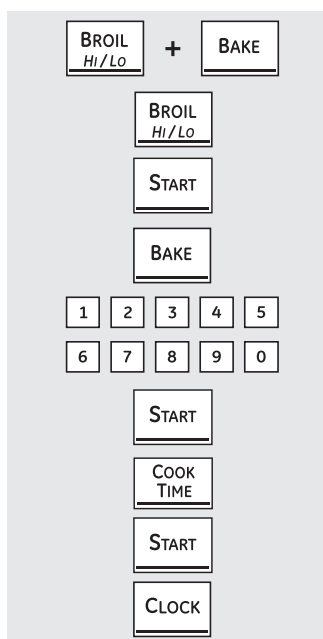 BROIL + BAKE
HI/LO
BROIL
HI/LO
START
BAKE
1 2 3 4 5
6 7 8 9 0
START
COOK
TIME
START
CLOCK